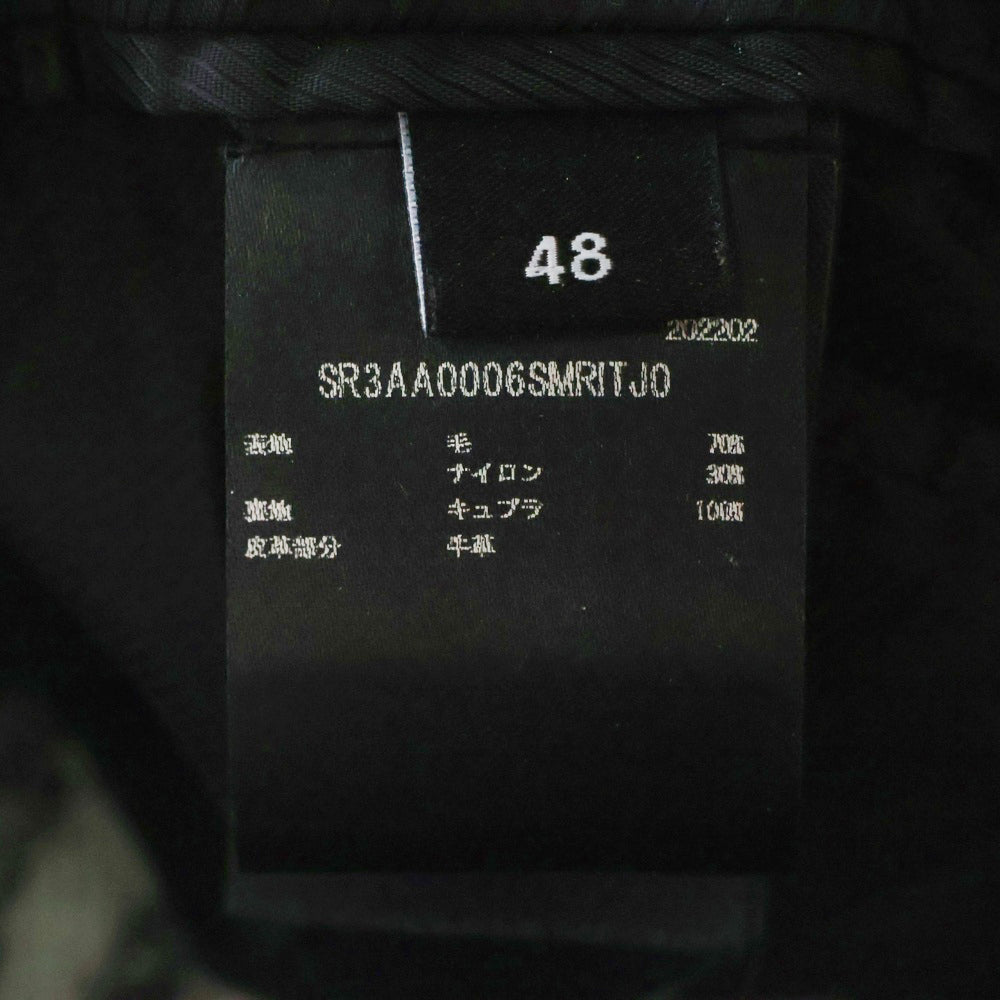 48
202202
SR3AA0006SMRITJ0
表地 毛 70%
ナイロン 30%
裏地 キュプラ 100%
皮革部分 牛革